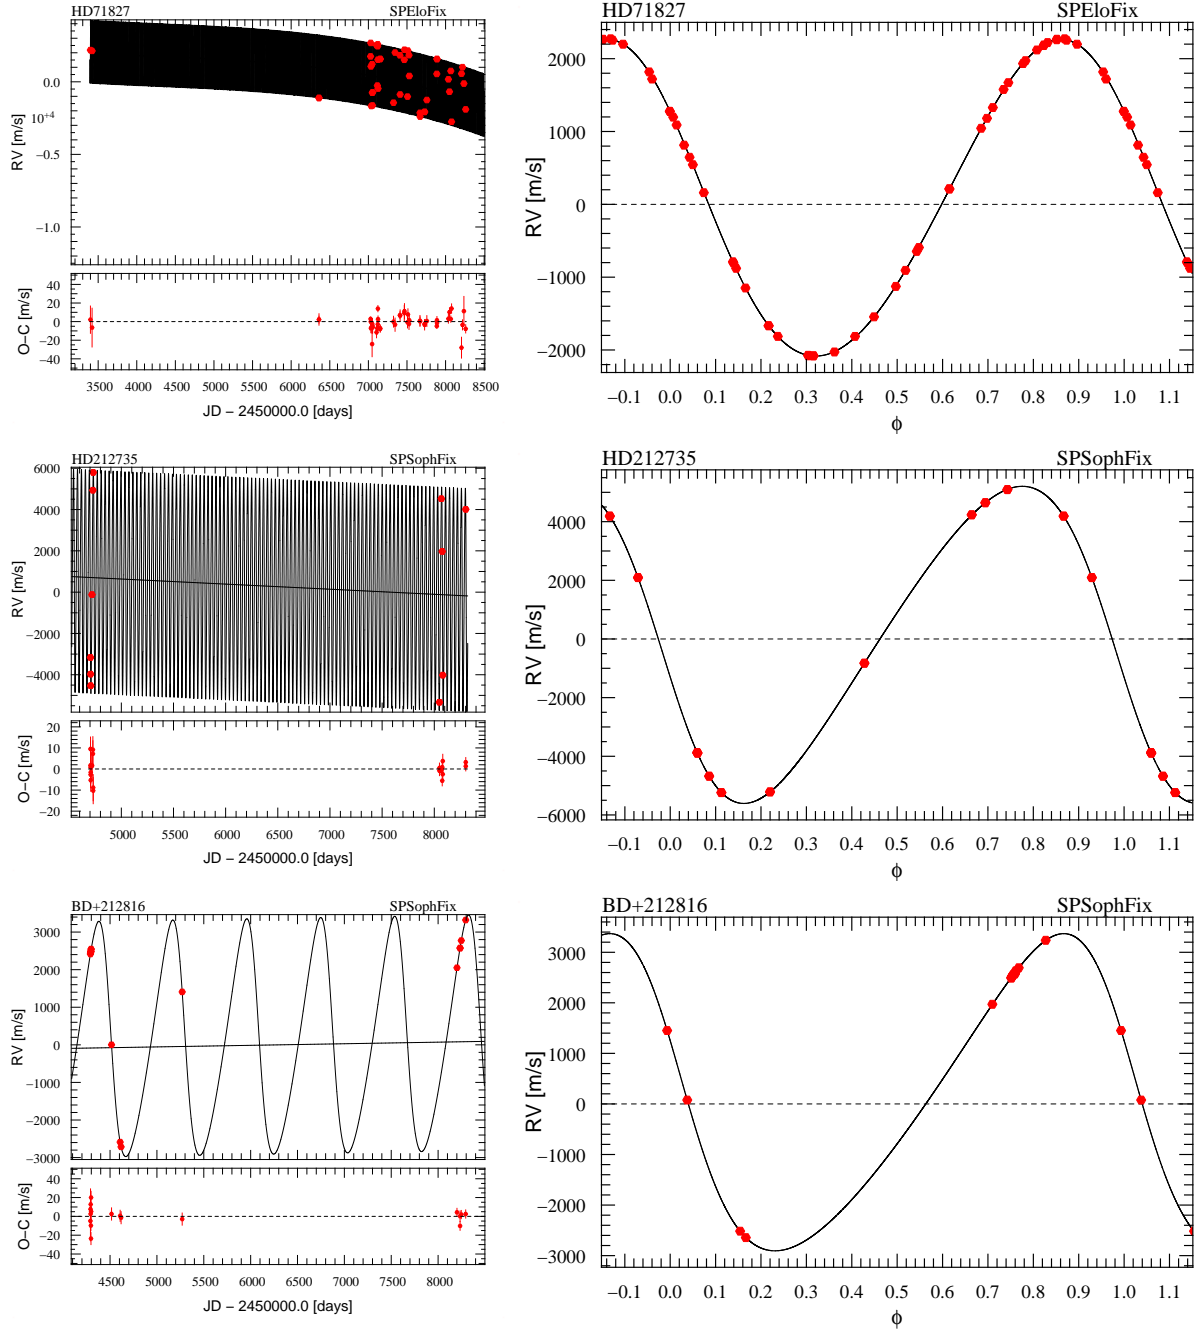 HD71827 SPEloFix
0.0
10⁺⁴
−0.5
−1.0
RV [m/s]
40
20
0
−20
−40
O−C [m/s]
3500 4000 4500 5000 5500 6000 6500 7000 7500 8000 8500
JD − 2450000.0 [days]
HD71827 SPEloFix
2000
1000
0
−1000
−2000
RV [m/s]
−0.1 0.0 0.1 0.2 0.3 0.4 0.5 0.6 0.7 0.8 0.9 1.0 1.1
ϕ
HD212735 SPSophFix
6000
4000
2000
0
−2000
−4000
RV [m/s]
20
10
0
−10
−20
O−C [m/s]
5000 5500 6000 6500 7000 7500 8000
JD − 2450000.0 [days]
HD212735 SPSophFix
4000
2000
0
−2000
−4000
−6000
RV [m/s]
−0.1 0.0 0.1 0.2 0.3 0.4 0.5 0.6 0.7 0.8 0.9 1.0 1.1
ϕ
BD+212816 SPSophFix
3000
2000
1000
0
−1000
−2000
−3000
RV [m/s]
40
20
0
−20
−40
O−C [m/s]
4500 5000 5500 6000 6500 7000 7500 8000
JD − 2450000.0 [days]
BD+212816 SPSophFix
3000
2000
1000
0
−1000
−2000
−3000
RV [m/s]
−0.1 0.0 0.1 0.2 0.3 0.4 0.5 0.6 0.7 0.8 0.9 1.0 1.1
ϕ